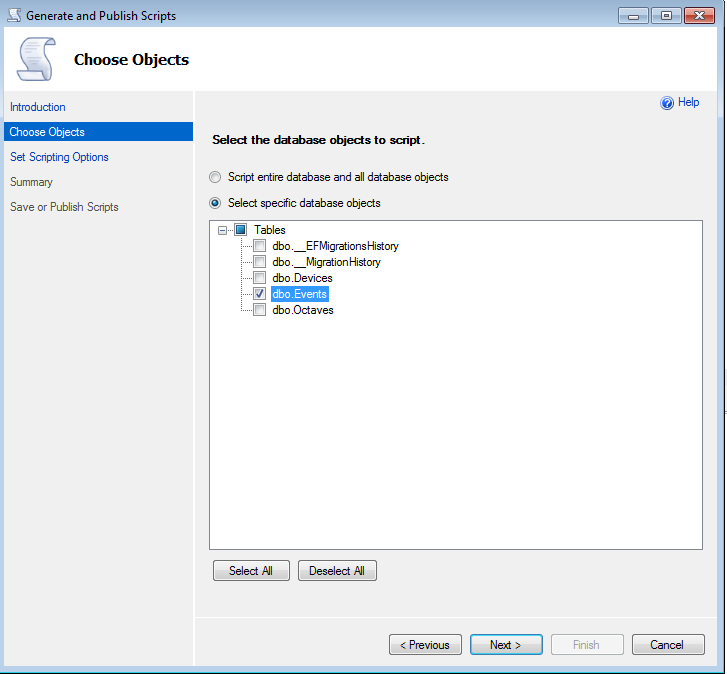 Generate and Publish Scripts
Choose Objects
Help
Introduction
Choose Objects
Set Scripting Options
Summary
Save or Publish Scripts
Select the database objects to script.
Script entire database and all database objects
Select specific database objects
Tables
dbo.__EFMigrationsHistory
dbo.__MigrationHistory
dbo.Devices
dbo.Events
dbo.Octaves
Select All Deselect All
< Previous Next > Finish Cancel